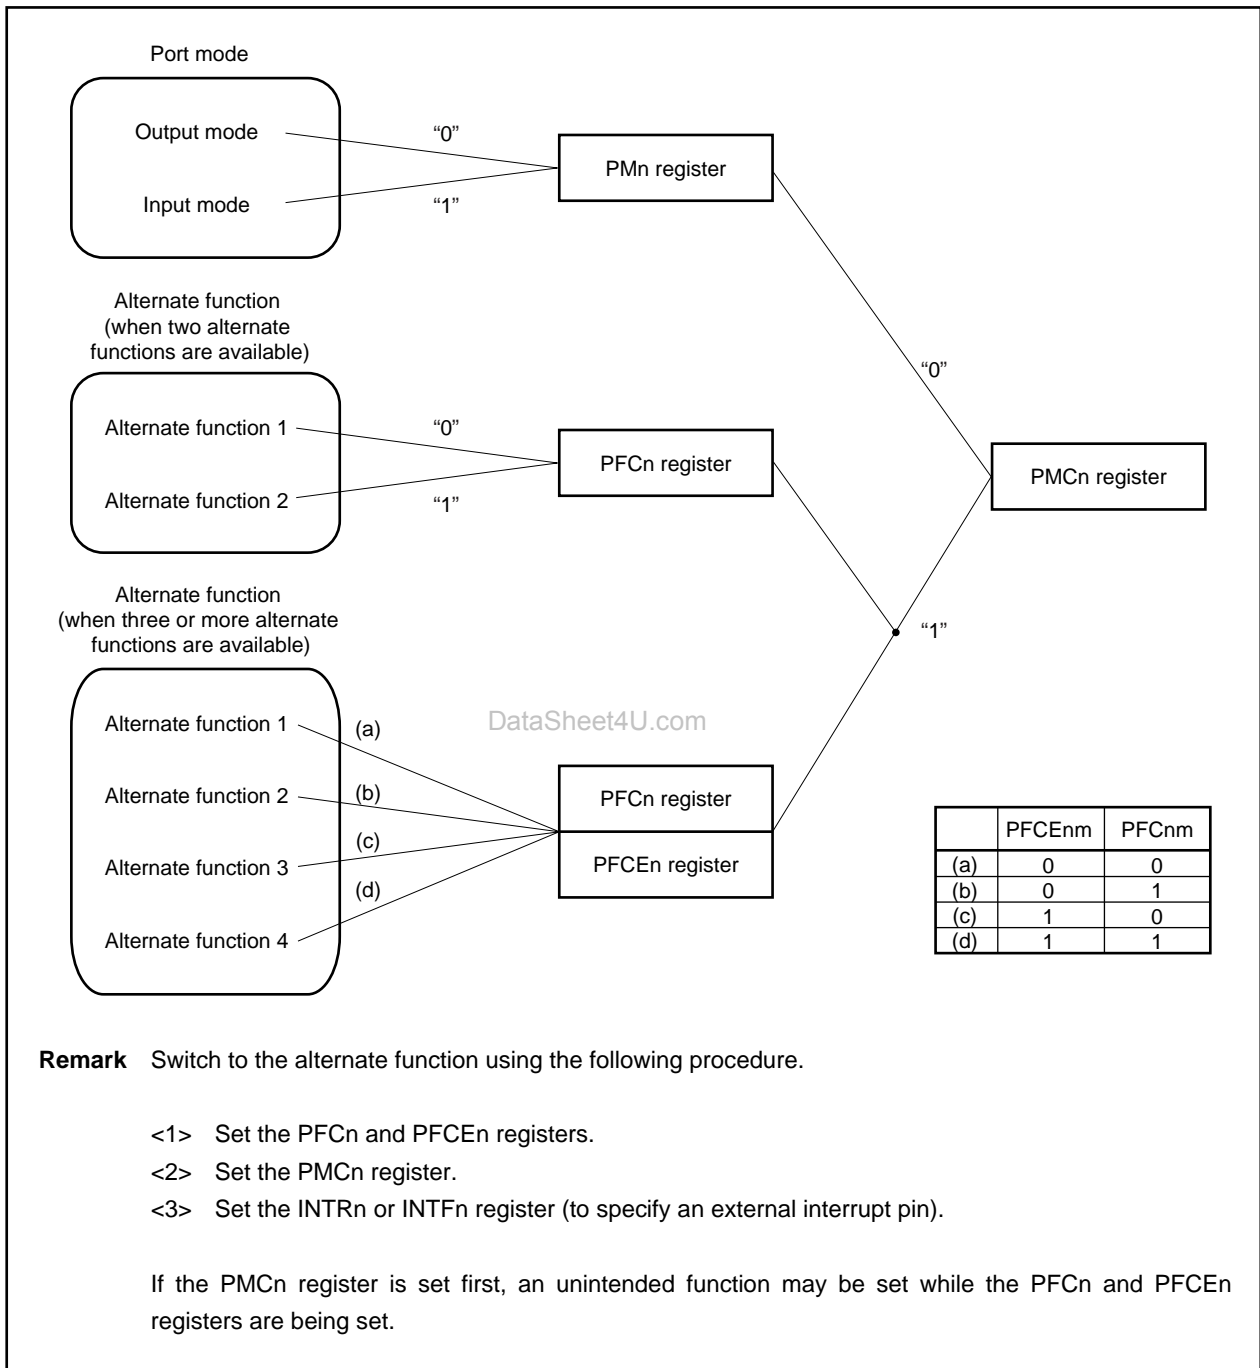 Port mode
Output mode
“0”
PMn register
Input mode
“1”
Alternate function
(when two alternate
functions are available)
“0”
Alternate function 1
“0”
PFCn register
PMCn register
Alternate function 2
“1”
Alternate function
(when three or more alternate
functions are available)
“1”
Alternate function 1
(a)
DataSheet4U.com
Alternate function 2
(b)
PFCn register
(c)
Alternate function 3
PFCEn register
(d)
Alternate function 4
PFCEnm PFCnm
(a) 0 0
(b) 0 1
(c) 1 0
(d) 1 1
Remark Switch to the alternate function using the following procedure.
<1> Set the PFCn and PFCEn registers.
<2> Set the PMCn register.
<3> Set the INTRn or INTFn register (to specify an external interrupt pin).
If the PMCn register is set first, an unintended function may be set while the PFCn and PFCEn
registers are being set.